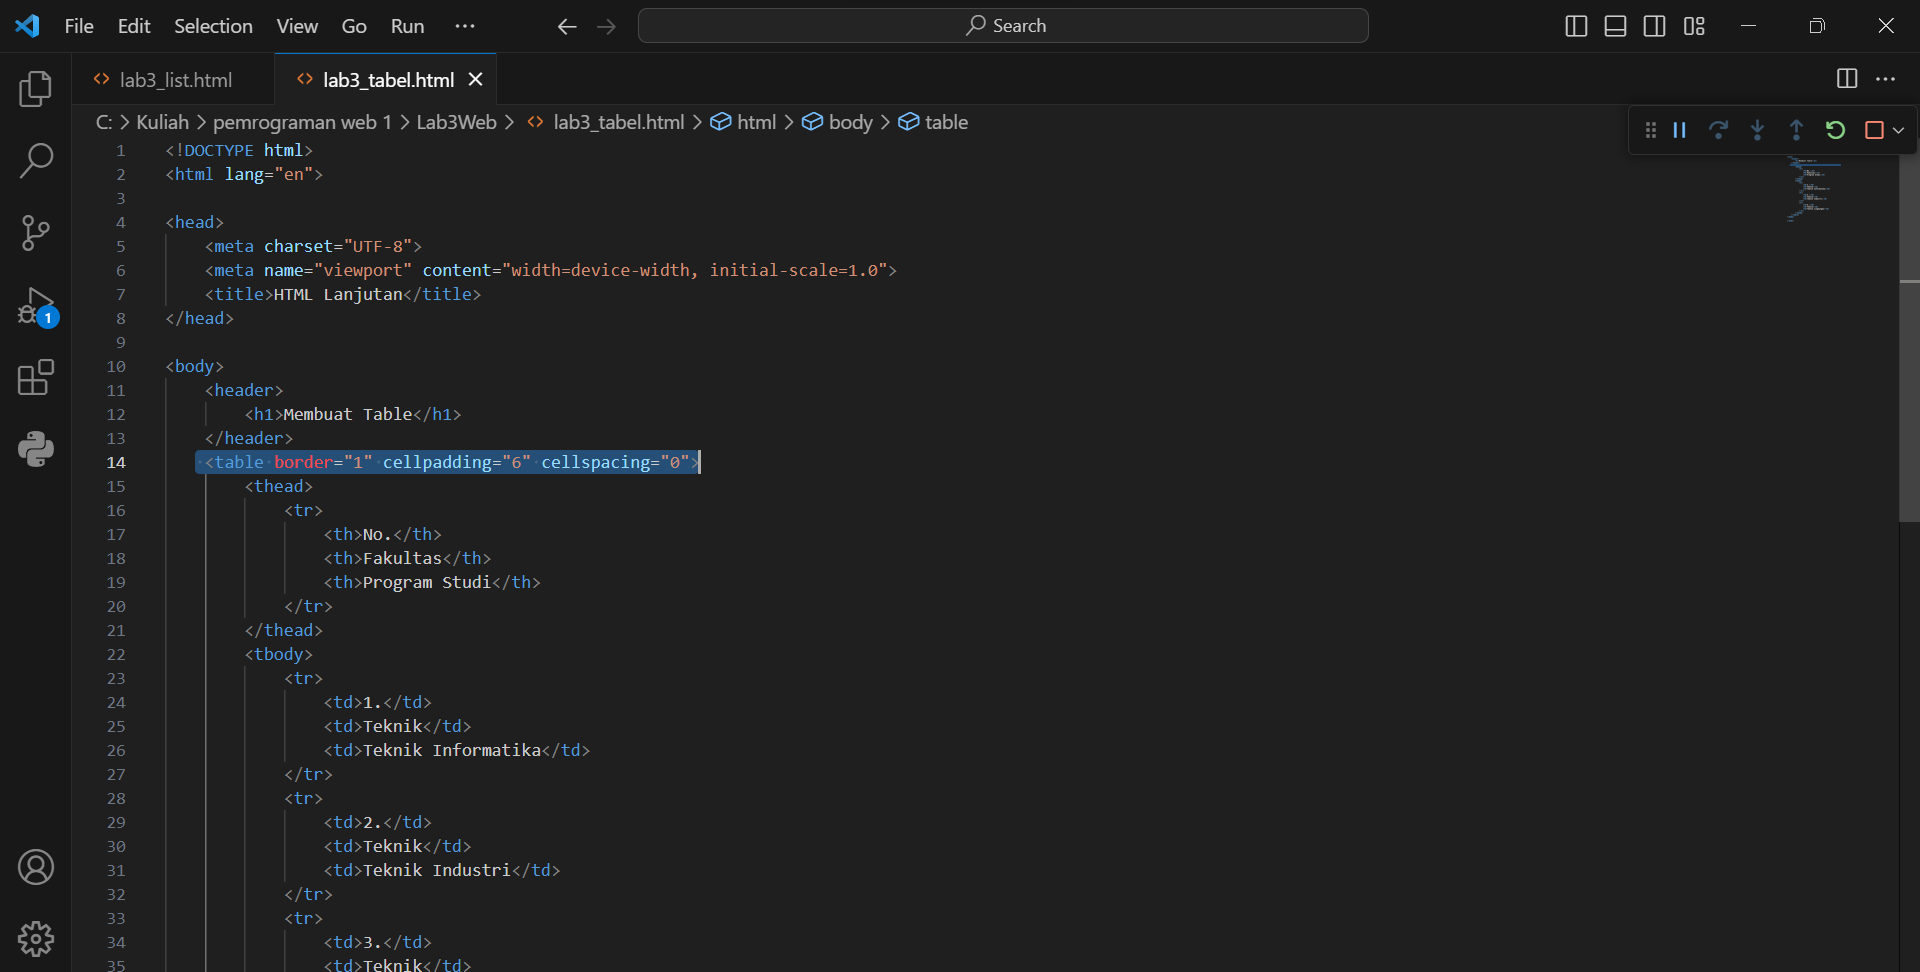 File Edit Selection View Go Run ··· Search
lab3_list.html lab3_tabel.html
C: > Kuliah > pemrograman web 1 > Lab3Web > lab3_tabel.html > html > body > table
1 <!DOCTYPE html>
2 <html lang="en">
3
4 <head>
5 <meta charset="UTF-8">
6 <meta name="viewport" content="width=device-width, initial-scale=1.0">
7 <title>HTML Lanjutan</title>
8 </head>
9
10 <body>
11 <header>
12 <h1>Membuat Table</h1>
13 </header>
14 <table border="1" cellpadding="6" cellspacing="0">
15 <thead>
16 <tr>
17 <th>No.</th>
18 <th>Fakultas</th>
19 <th>Program Studi</th>
20 </tr>
21 </thead>
22 <tbody>
23 <tr>
24 <td>1.</td>
25 <td>Teknik</td>
26 <td>Teknik Informatika</td>
27 </tr>
28 <tr>
29 <td>2.</td>
30 <td>Teknik</td>
31 <td>Teknik Industri</td>
32 </tr>
33 <tr>
34 <td>3.</td>
35 <td>Teknik</td>
1